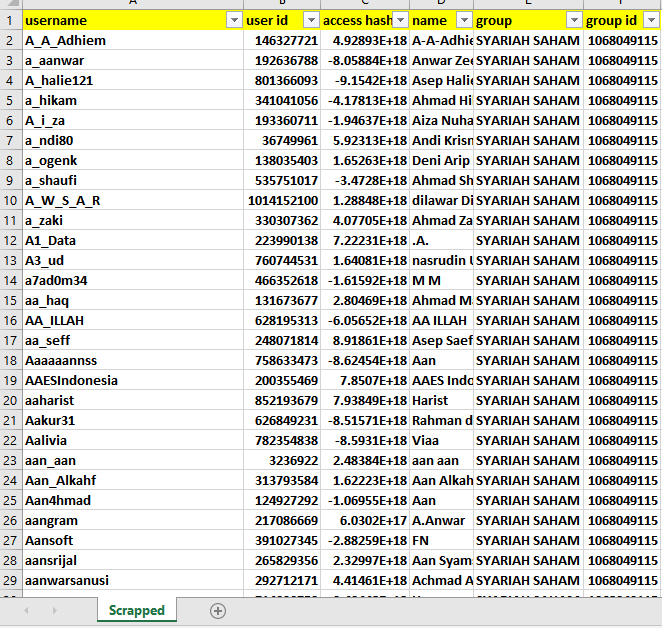 username user id access hash name group group id
1
2 A_A_Adhiem 146327721 4.92893E+18 A-A-Adhie SYARIAH SAHAM 1068049115
3 a_aanwar 192636788 -8.05884E+18 Anwar Zee SYARIAH SAHAM 1068049115
4 A_halie121 801366093 -9.1542E+18 Asep Halie SYARIAH SAHAM 1068049115
5 a_hikam 341041056 -4.17813E+18 Ahmad Hi SYARIAH SAHAM 1068049115
6 A_i_za 193360711 -1.94637E+18 Aiza Nuha SYARIAH SAHAM 1068049115
7 a_ndi80 36749961 5.92313E+18 Andi Krisn SYARIAH SAHAM 1068049115
8 a_ogenk 138035403 1.65263E+18 Deni Arip SYARIAH SAHAM 1068049115
9 a_shaufi 535751017 -3.4728E+18 Ahmad Sh SYARIAH SAHAM 1068049115
10 A_W_S_A_R 1014152100 1.28848E+18 dilawar Di SYARIAH SAHAM 1068049115
11 a_zaki 330307362 4.07705E+18 Ahmad Za SYARIAH SAHAM 1068049115
12 A1_Data 223990138 7.22231E+18 .A. SYARIAH SAHAM 1068049115
13 A3_ud 760744531 1.64081E+18 nasrudin SYARIAH SAHAM 1068049115
14 a7ad0m34 466352618 -1.61592E+18 M M SYARIAH SAHAM 1068049115
15 aa_haq 131673677 2.80469E+18 Ahmad M SYARIAH SAHAM 1068049115
16 AA_ILLAH 628195313 -6.05652E+18 AA ILLAH SYARIAH SAHAM 1068049115
17 aa_seff 248071814 8.91861E+18 Asep Saef SYARIAH SAHAM 1068049115
18 Aaaaaannss 758633473 -8.62454E+18 Aan SYARIAH SAHAM 1068049115
19 AAESIndonesia 200355469 7.8507E+18 AAES Indo SYARIAH SAHAM 1068049115
20 aaharist 852193679 7.93849E+18 Harist SYARIAH SAHAM 1068049115
21 Aakur31 626849231 -8.51571E+18 Rahman d SYARIAH SAHAM 1068049115
22 Aalivia 782354838 -8.5931E+18 Viaa SYARIAH SAHAM 1068049115
23 aan_aan 3236922 2.48384E+18 aan aan SYARIAH SAHAM 1068049115
24 Aan_Alkahf 313793584 1.62223E+18 Aan Alkah SYARIAH SAHAM 1068049115
25 Aan4hmad 124927292 -1.06955E+18 Aan SYARIAH SAHAM 1068049115
26 aangram 217086669 6.0302E+17 A.Anwar SYARIAH SAHAM 1068049115
27 Aansoft 391027345 -2.88259E+18 FN SYARIAH SAHAM 1068049115
28 aansrijal 265829356 2.32997E+18 Aan Syam SYARIAH SAHAM 1068049115
29 aanwarsanusi 292712171 4.41461E+18 Achmad A SYARIAH SAHAM 1068049115
Scrapped